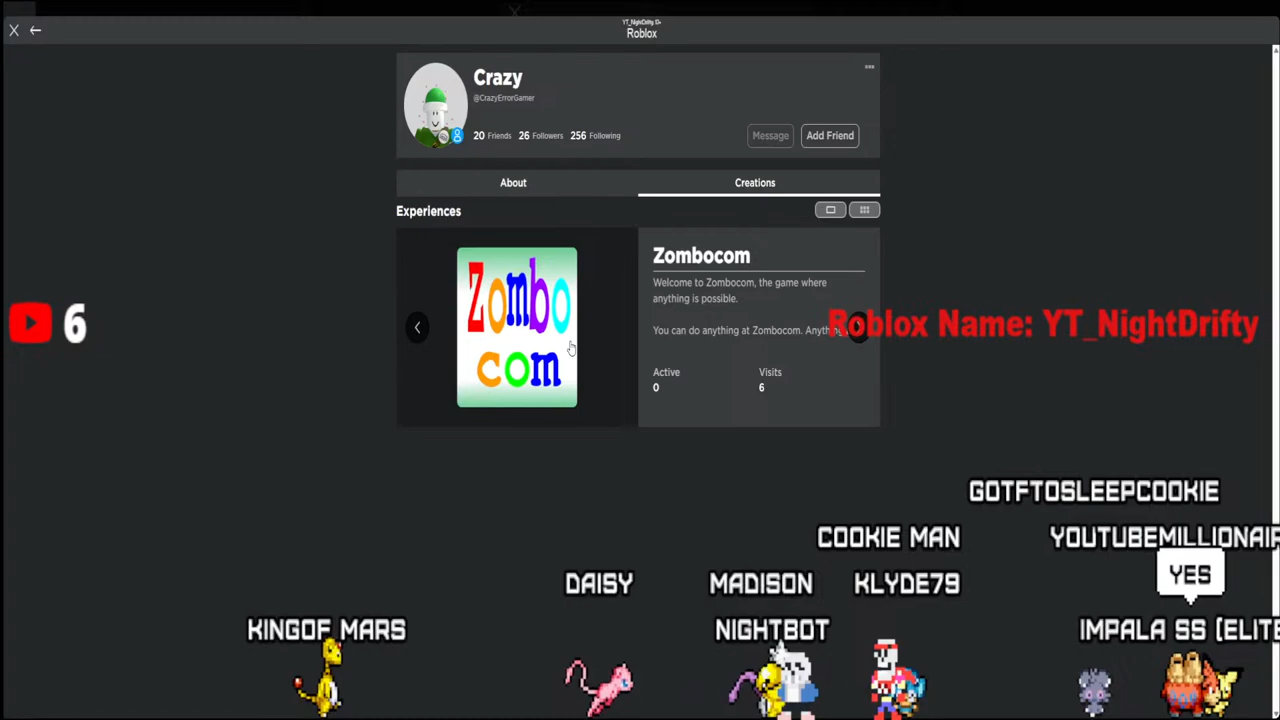 YT_NightDrifty 13+
Roblox
Crazy
@CrazyErrorGamer
20 Friends 26 Followers 256 Following
Message
Add Friend
About
Creations
Experiences
Zombo
com
Zombocom
Welcome to Zombocom, the game where
anything is possible.
You can do anything at Zombocom. Anything
Active
0
Visits
6
6
Roblox Name: YT_NightDrifty
GOTFTOSLEEPCOOKIE
COOKIE MAN
YOUTUBEMILLIONAIR
YES
DAISY
MADISON
KLYDE79
KINGOF MARS
NIGHTBOT
IMPALA SS (ELITE